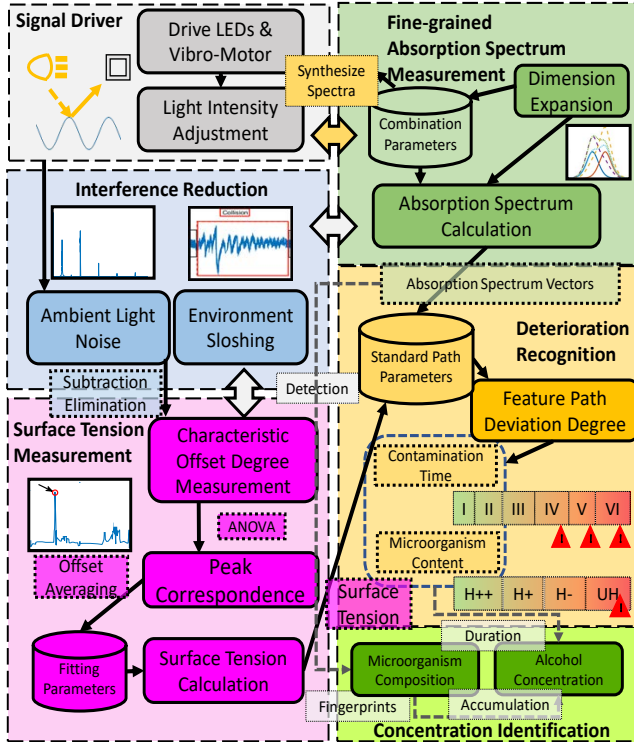 Signal Driver
Drive LEDs &
Vibro-Motor
Light Intensity
Adjustment
Synthesize
Spectra
Fine-grained
Absorption Spectrum
Measurement
Dimension
Expansion
Combination
Parameters
Absorption Spectrum
Calculation
Interference Reduction
Collision
Ambient Light
Noise
Environment
Sloshing
Subtraction
Elimination
Detection
Absorption Spectrum Vectors
Standard Path
Parameters
Deterioration
Recognition
Feature Path
Deviation Degree
Contamination
Time
I II III IV V VI
! ! !
Microorganism
Content
H++ H+ H- UH
!
Surface Tension
Measurement
Characteristic
Offset Degree
Measurement
ANOVA
Offset
Averaging
Peak
Correspondence
Surface
Tension
Fitting
Parameters
Surface Tension
Calculation
Duration
Microorganism
Composition
Alcohol
Concentration
Fingerprints
Accumulation
Concentration Identification